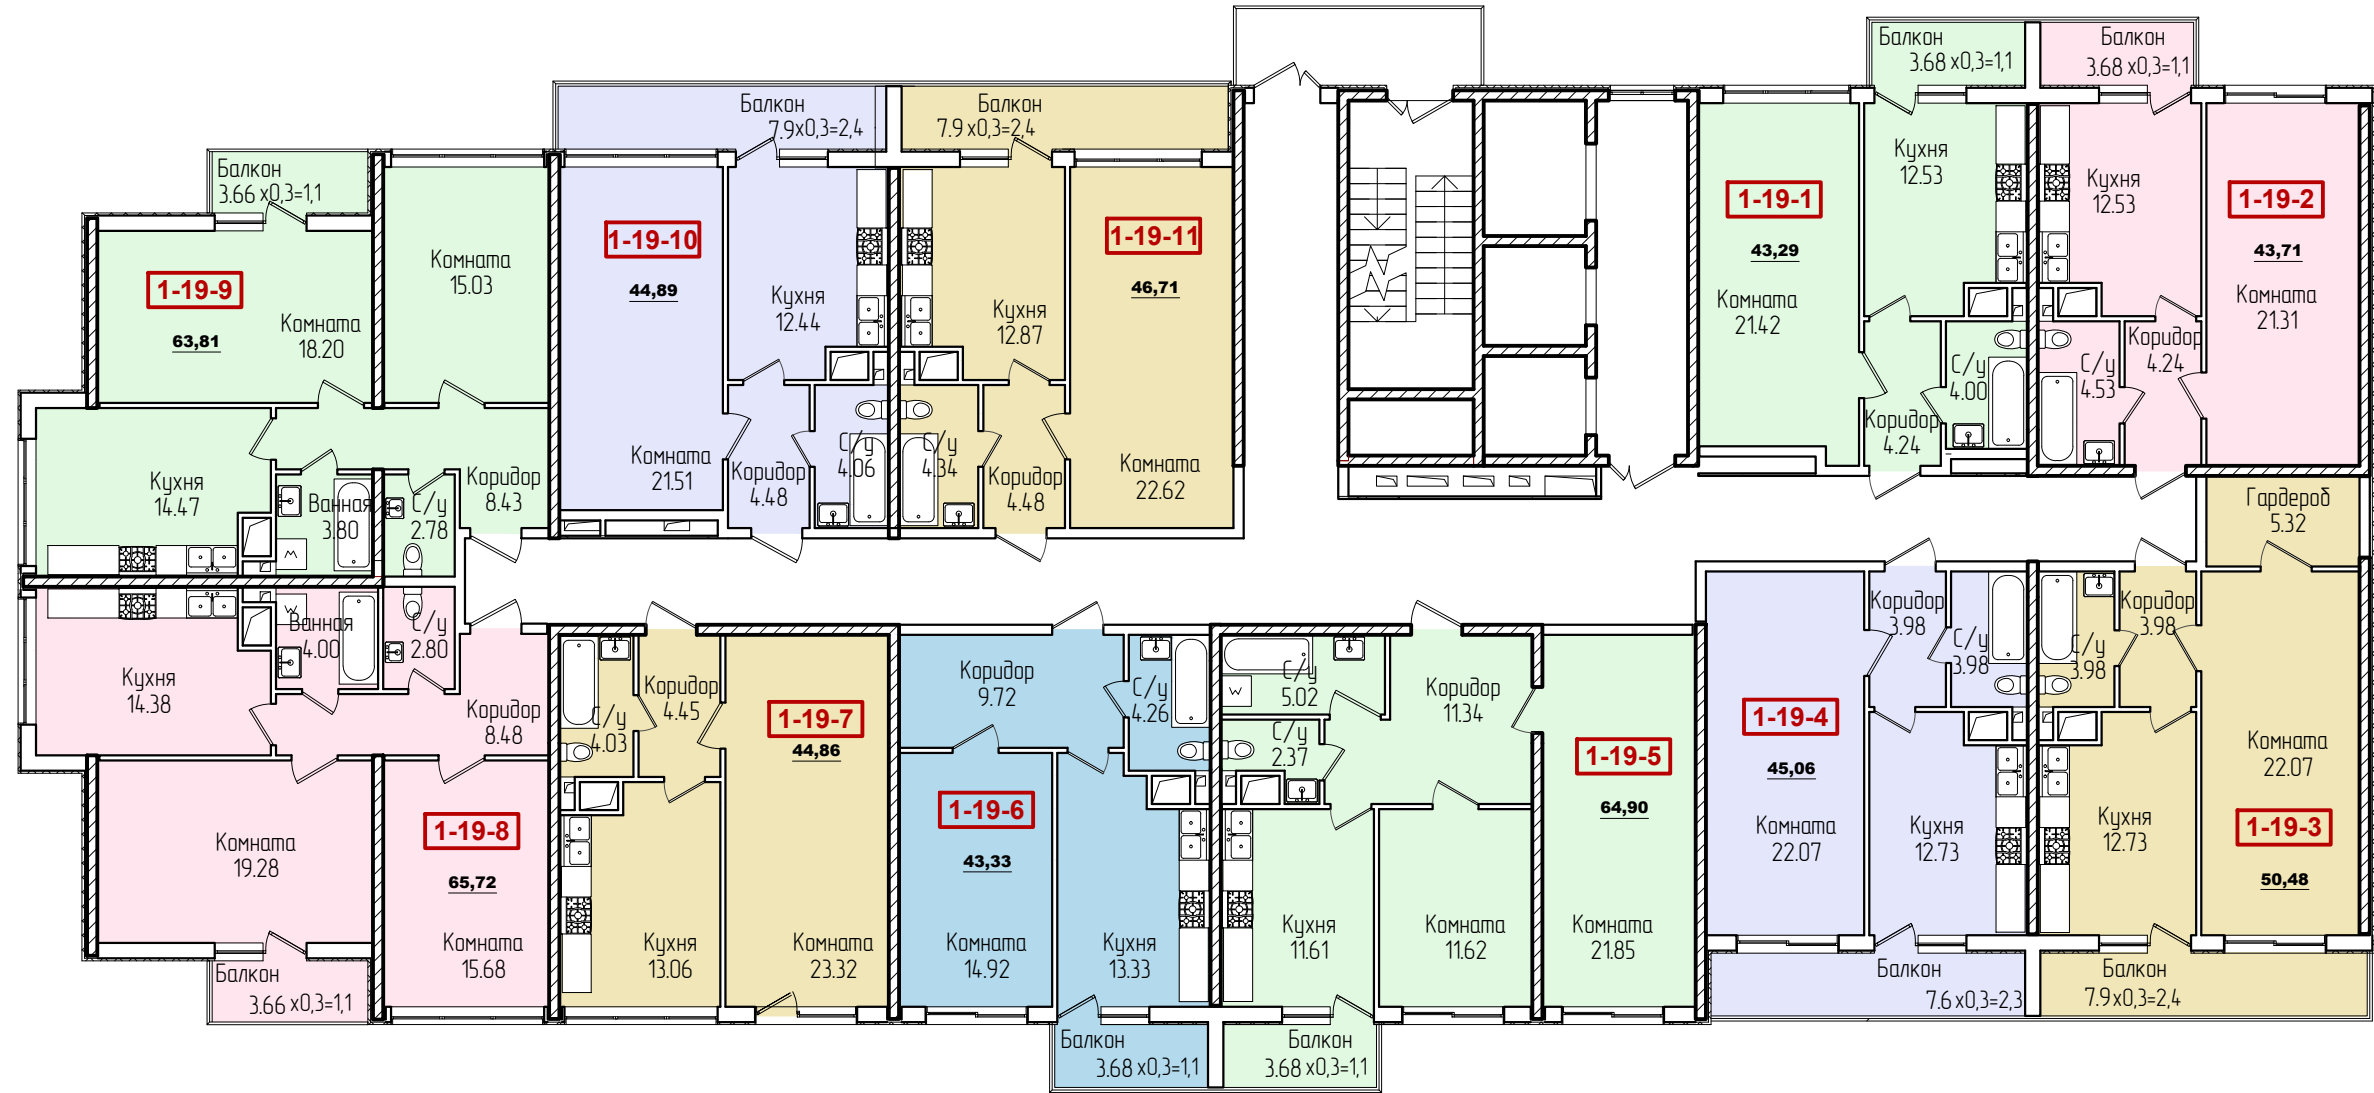 Балкон
3.66 x0,3=1,1
1-19-9
63,81
Комната
18.20
Комната
15.03
Кухня
14.47
Ванная
3.80
С/у
2.78
Коридор
8.43
M
Балкон
7.9x0,3=2,4
1-19-10
44,89
Кухня
12.44
Комната
21.51
Коридор
4.48
С/у
4.06
Балкон
7.9 x0,3=2,4
1-19-11
46,71
Кухня
12.87
С/у
4.34
Коридор
4.48
Комната
22.62
Балкон
3.68 x0,3=1,1
1-19-1
43,29
Кухня
12.53
Комната
21.42
С/у
4.00
Коридор
4.24
Балкон
3.68 x0,3=1,1
Кухня
12.53
1-19-2
43,71
Комната
21.31
Коридор
4.24
С/у
4.53
Гардероб
5.32
Коридор
3.98
С/у
3.98
Комната
22.07
1-19-3
50,48
Кухня
12.73
Балкон
7.9 x0,3=2,4
Коридор
3.98
С/у
3.98
1-19-4
45,06
Комната
22.07
Кухня
12.73
Балкон
7.6 x0,3=2,3
С/у
5.02
W
Коридор
11.34
С/у
2.37
1-19-5
64,90
Кухня
11.61
Комната
11.62
Комната
21.85
Балкон
3.68 x0,3=1,1
Коридор
9.72
С/у
4.26
1-19-6
43,33
Комната
14.92
Кухня
13.33
Балкон
3.68 x0,3=1,1
Коридор
4.45
С/у
4.03
1-19-7
44,86
Кухня
13.06
Комната
23.32
W
Ванная
4.00
С/у
2.80
Кухня
14.38
Коридор
8.48
Комната
19.28
1-19-8
65,72
Комната
15.68
Балкон
3.66 x0,3=1,1